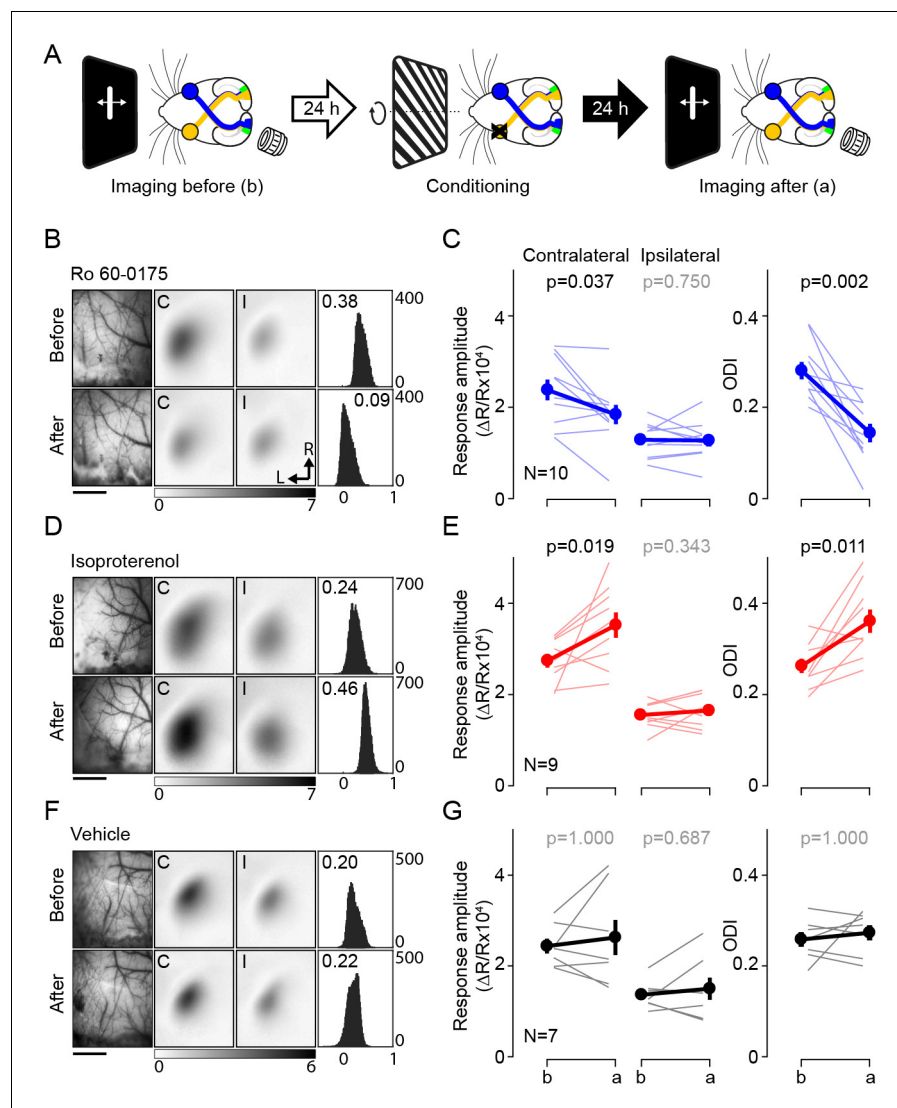 A
24 h
24 h
Imaging before (b)
Conditioning
Imaging after (a)
B
Ro 60-0175
Before
C
I
0.38
400
0
After
C
I
R
L
0.09
400
0
0
7
0
1
C
Contralateral
Ipsilateral
p=0.037
p=0.750
p=0.002
Response amplitude
(ΔR/Rx10⁴)
4
2
0
N=10
ODI
0.4
0.2
0
D
Isoproterenol
Before
C
I
0.24
700
0
After
C
I
0.46
700
0
0
7
0
1
E
p=0.019
p=0.343
p=0.011
Response amplitude
(ΔR/Rx10⁴)
4
2
0
N=9
ODI
0.4
0.2
0
F
Vehicle
Before
C
I
0.20
500
0
After
C
I
0.22
500
0
0
6
0
1
G
p=1.000
p=0.687
p=1.000
Response amplitude
(ΔR/Rx10⁴)
4
2
0
N=7
ODI
0.4
0.2
0
b
a
b
a
b
a